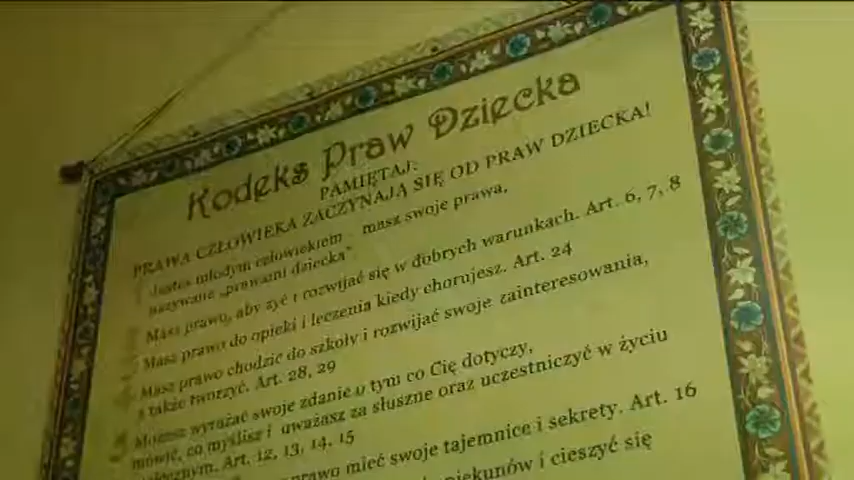 Kodeks Praw Dziecka
PAMIĘTAJ:
PRAWA CZŁOWIEKA ZACZYNAJĄ SIĘ OD PRAW DZIECKA!
Jesteś młodym człowiekiem masz swoje prawa,
nazywane „prawami dziecka"
Masz prawo, aby żyć i rozwijać się w dobrych warunkach. Art. 6, 7, 8
Masz prawo do opieki i leczenia kiedy chorujesz. Art. 24
Masz prawo chodzić do szkoły i rozwijać swoje zainteresowania,
a także tworzyć. Art. 28, 29
Możesz wyrażać swoje zdanie o tym co Cię dotyczy,
mówić, co myślisz i uważasz za słuszne oraz uczestniczyć w życiu
Art. 12, 13, 14, 15
prawo mieć swoje tajemnice i sekrety. Art. 16
i cieszyć się